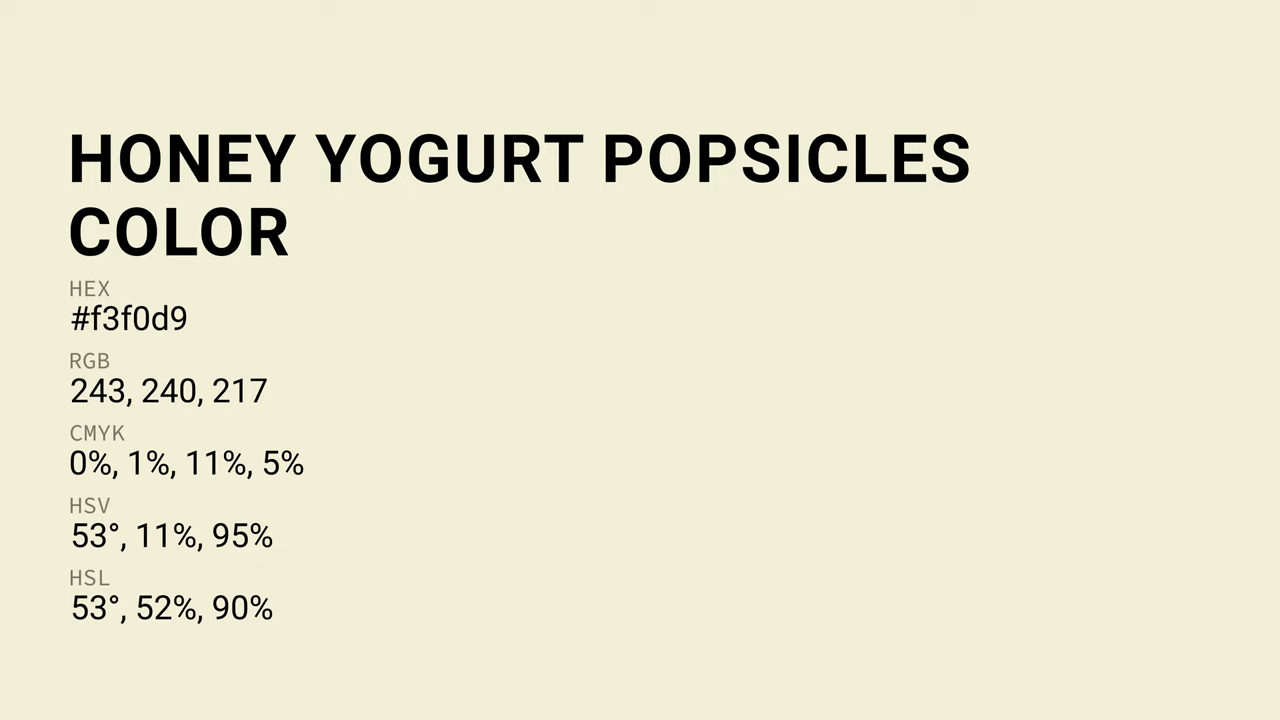 HONEY YOGURT POPSICLES
COLOR
HEX
#f3f0d9
RGB
243, 240, 217
CMYK
0%, 1%, 11%, 5%
HSV
53°, 11%, 95%
HSL
53°, 52%, 90%